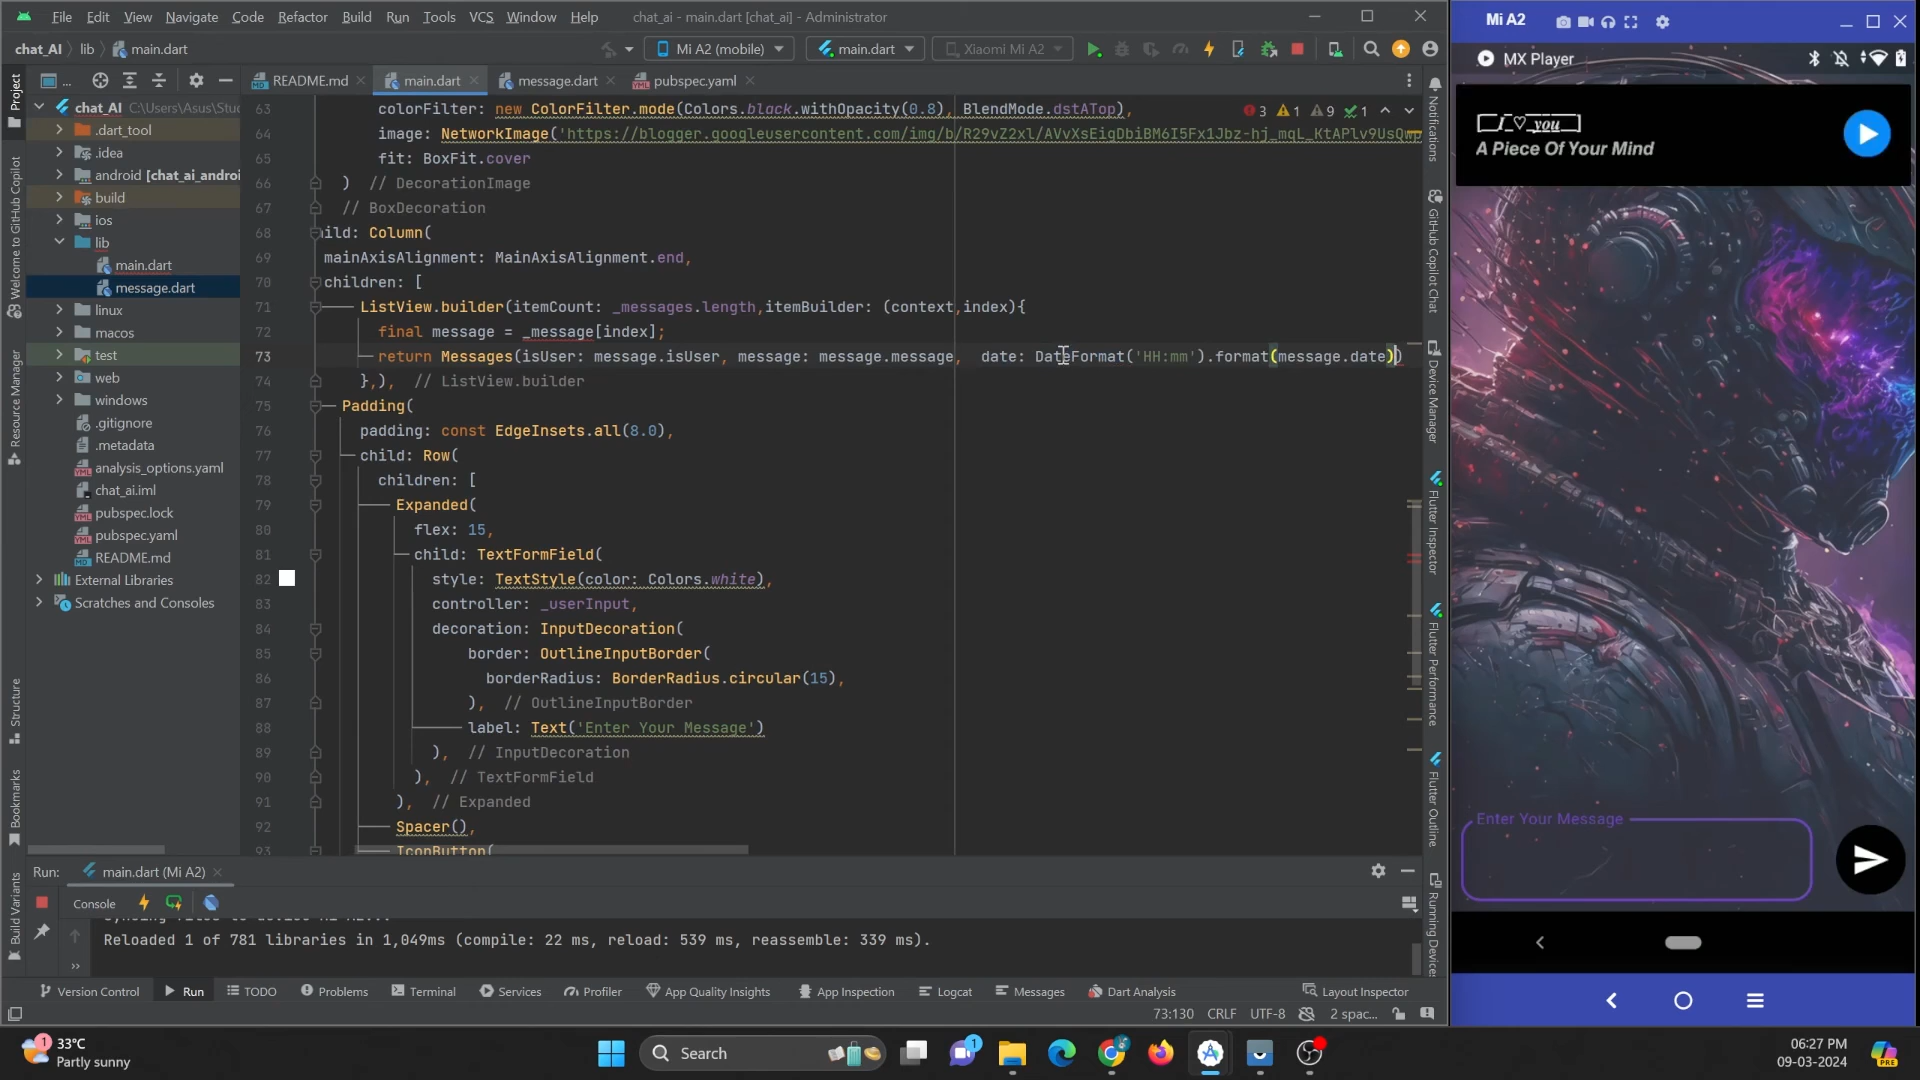 File Edit View Navigate Code Refactor Build Run Tools VCS Window Help chat_ai - main.dart [chat_ai] - Administrator
chat_AI lib main.dart Mi A2 (mobile) main.dart Xiaomi Mi A2
... README.md main.dart message.dart pubspec.yaml
Project
Welcome to GitHub Copilot
Resource Manager
Structure
Bookmarks
Build Variants
chat_AI C:\Users\Asus\Stud
.dart_tool
.idea
android [chat_ai_androi
build
ios
lib
main.dart
message.dart
linux
macos
test
web
windows
.gitignore
.metadata
analysis_options.yaml
chat_ai.iml
pubspec.lock
pubspec.yaml
README.md
External Libraries
Scratches and Consoles
63 colorFilter: new ColorFilter.mode(Colors.black.withOpacity(0.8), BlendMode.dstATop), 3 1 9 1
64 image: NetworkImage('https://blogger.googleusercontent.com/img/b/R29vZ2xl/AVvXsEiqDbiBM6I5Fx1Jbz-hj_mqL_KtAPlv9UsQwp
65 fit: BoxFit.cover
66 ) // DecorationImage
67 // BoxDecoration
68 ild: Column(
69 mainAxisAlignment: MainAxisAlignment.end,
70 children: [
71 ListView.builder(itemCount: _messages.length,itemBuilder: (context,index){
72 final message = _message[index];
73 return Messages(isUser: message.isUser, message: message.message, date: DateFormat('HH:mm').format(message.date))
74 },), // ListView.builder
75 Padding(
76 padding: const EdgeInsets.all(8.0),
77 child: Row(
78 children: [
79 Expanded(
80 flex: 15,
81 child: TextFormField(
82 style: TextStyle(color: Colors.white),
83 controller: _userInput,
84 decoration: InputDecoration(
85 border: OutlineInputBorder(
86 borderRadius: BorderRadius.circular(15),
87 ), // OutlineInputBorder
88 label: Text('Enter Your Message')
89 ), // InputDecoration
90 ), // TextFormField
91 ), // Expanded
92 Spacer(),
93 IconButton(
Notifications
GitHub Copilot Chat
Device Manager
Flutter Inspector
Flutter Performance
Flutter Outline
Running Devices
Run: main.dart (Mi A2)
Console
Reloaded 1 of 781 libraries in 1,049ms (compile: 22 ms, reload: 539 ms, reassemble: 339 ms).
Version Control Run TODO Problems Terminal Services Profiler App Quality Insights App Inspection Logcat Messages Dart Analysis Layout Inspector
73:130 CRLF UTF-8 2 spac...
Mi A2
MX Player
you
A Piece Of Your Mind
Enter Your Message
1
33°C
Partly sunny
Search
1
06:27 PM
09-03-2024
PRE